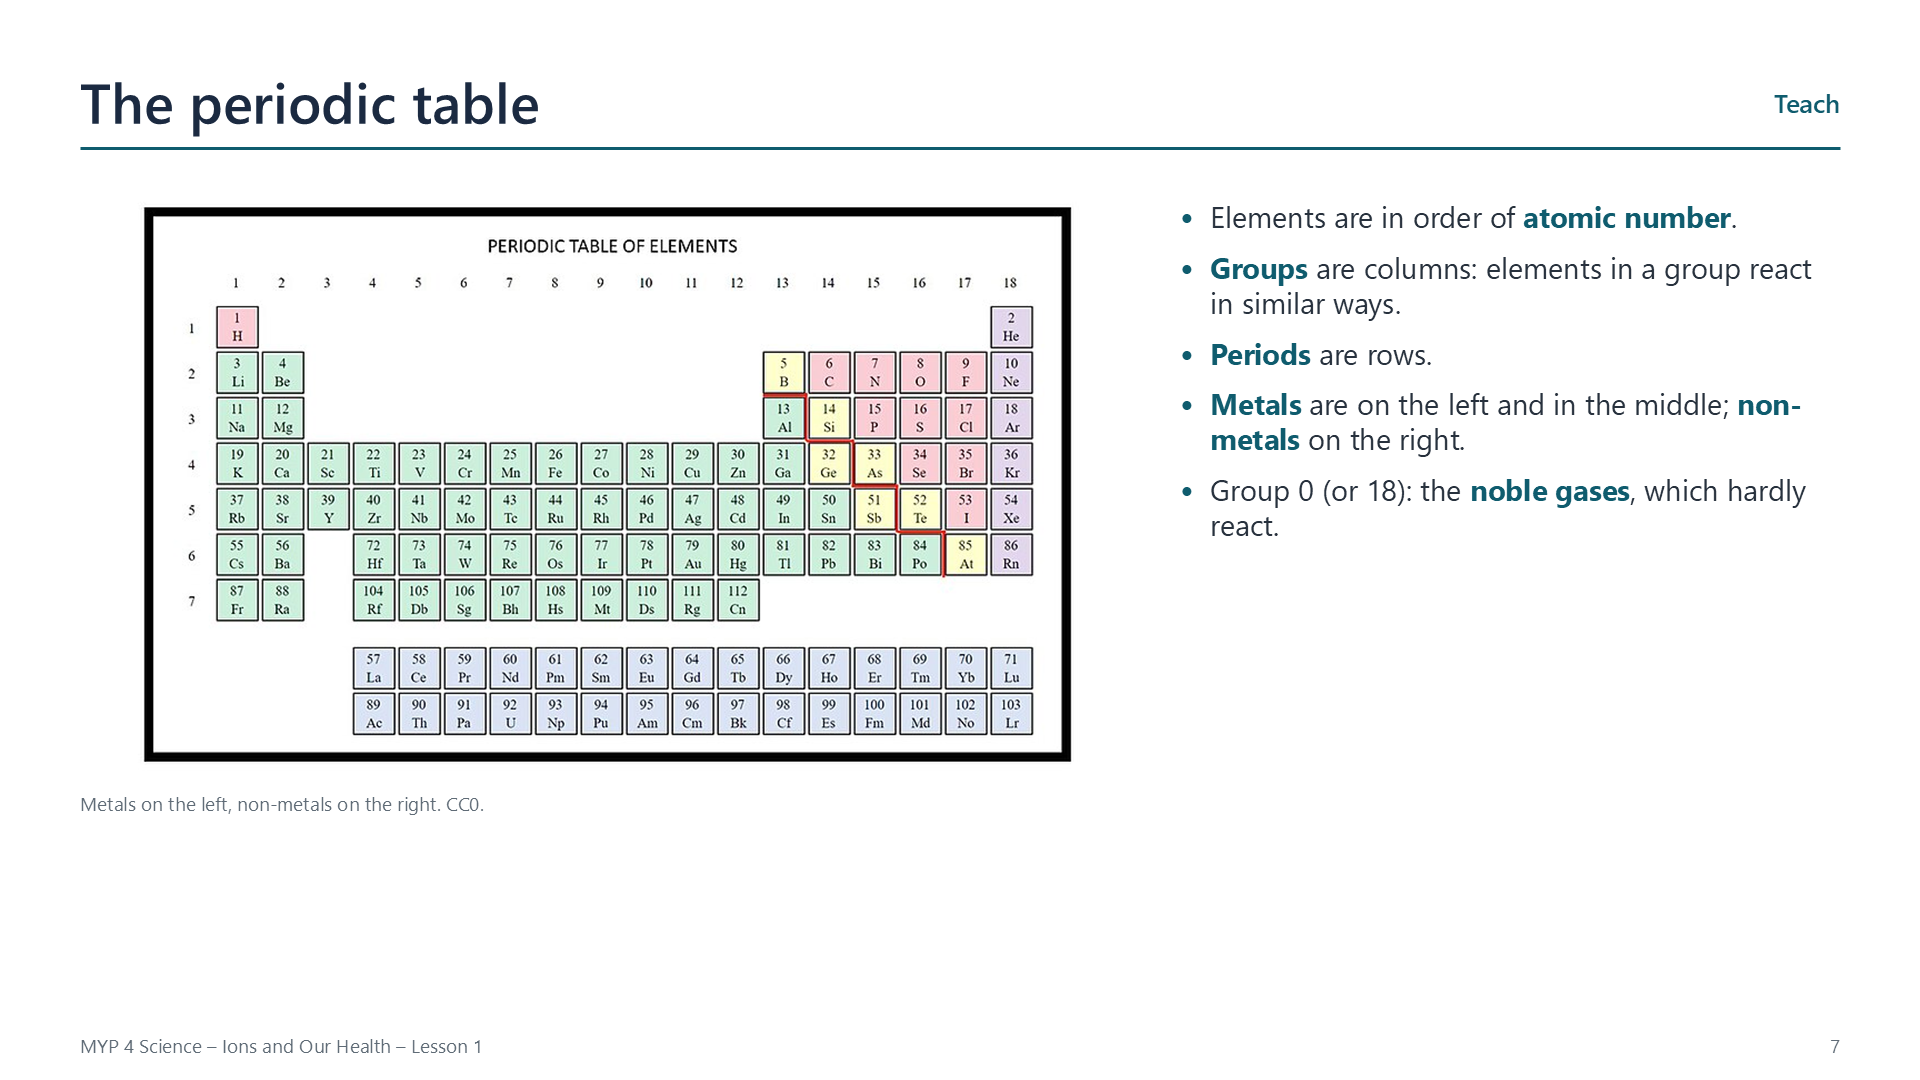 The periodic table
Teach
PERIODIC TABLE OF ELEMENTS
1 2 3 4 5 6 7 8 9 10 11 12 13 14 15 16 17 18
1 2
1 H He
3 4 5 6 7 8 9 10
2 Li Be B C N O F Ne
11 12 13 14 15 16 17 18
3 Na Mg Al Si P S Cl Ar
19 20 21 22 23 24 25 26 27 28 29 30 31 32 33 34 35 36
4 K Ca Sc Ti V Cr Mn Fe Co Ni Cu Zn Ga Ge As Se Br Kr
37 38 39 40 41 42 43 44 45 46 47 48 49 50 51 52 53 54
5 Rb Sr Y Zr Nb Mo Tc Ru Rh Pd Ag Cd In Sn Sb Te I Xe
55 56 72 73 74 75 76 77 78 79 80 81 82 83 84 85 86
6 Cs Ba Hf Ta W Re Os Ir Pt Au Hg Tl Pb Bi Po At Rn
87 88 104 105 106 107 108 109 110 111 112
7 Fr Ra Rf Db Sg Bh Hs Mt Ds Rg Cn
57 58 59 60 61 62 63 64 65 66 67 68 69 70 71
La Ce Pr Nd Pm Sm Eu Gd Tb Dy Ho Er Tm Yb Lu
89 90 91 92 93 94 95 96 97 98 99 100 101 102 103
Ac Th Pa U Np Pu Am Cm Bk Cf Es Fm Md No Lr
Metals on the left, non-metals on the right. CC0.
• Elements are in order of atomic number.
• Groups are columns: elements in a group react
in similar ways.
• Periods are rows.
• Metals are on the left and in the middle; non-
metals on the right.
• Group 0 (or 18): the noble gases, which hardly
react.
MYP 4 Science – Ions and Our Health – Lesson 1
7